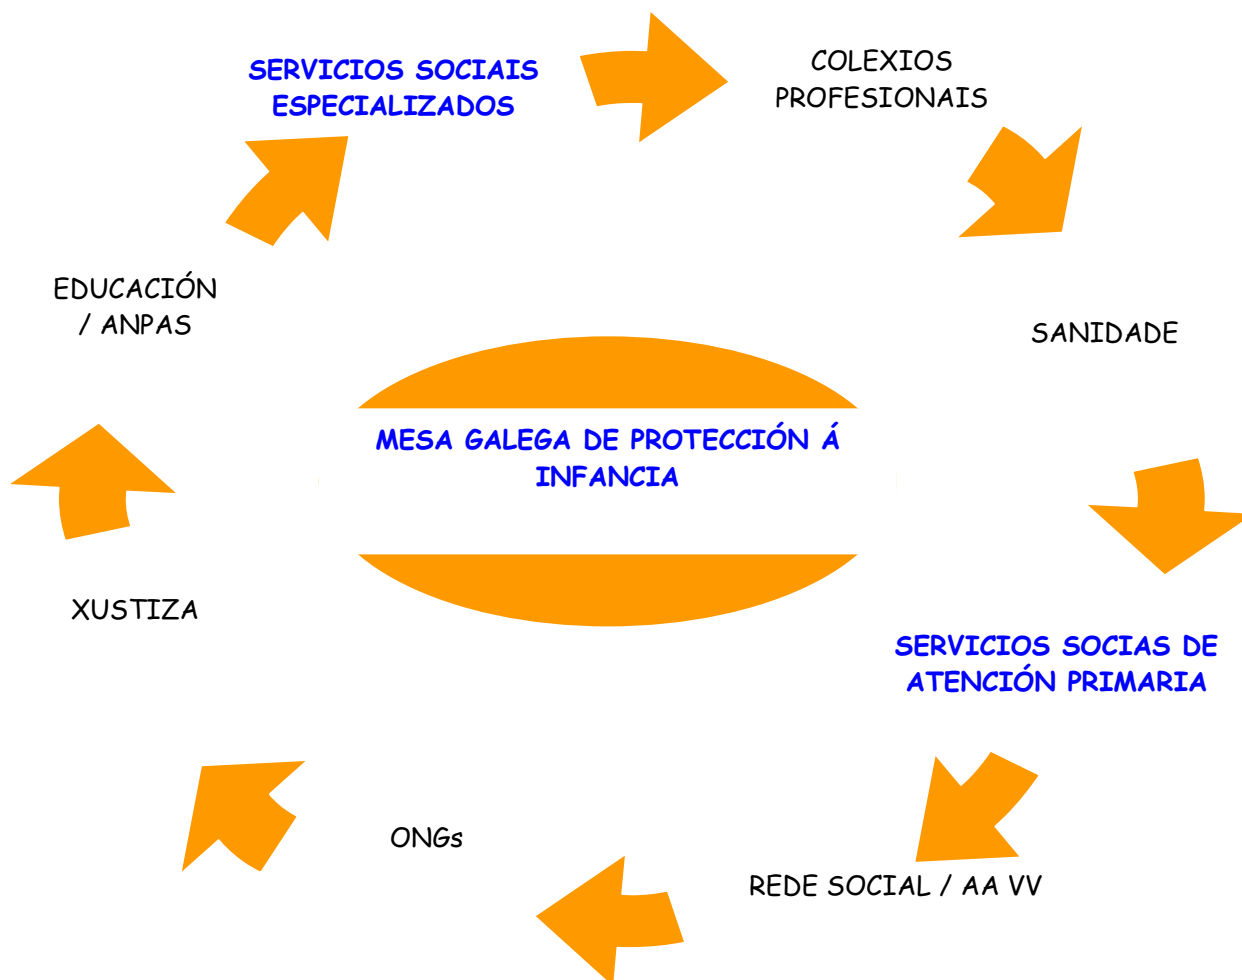 SERVICIOS SOCIAIS
ESPECIALIZADOS
COLEXIOS
PROFESIONAIS
EDUCACIÓN
/ ANPAS
SANIDADE
MESA GALEGA DE PROTECCIÓN Á
INFANCIA
XUSTIZA
SERVICIOS SOCIAS DE
ATENCIÓN PRIMARIA
ONGs
REDE SOCIAL / AA VV